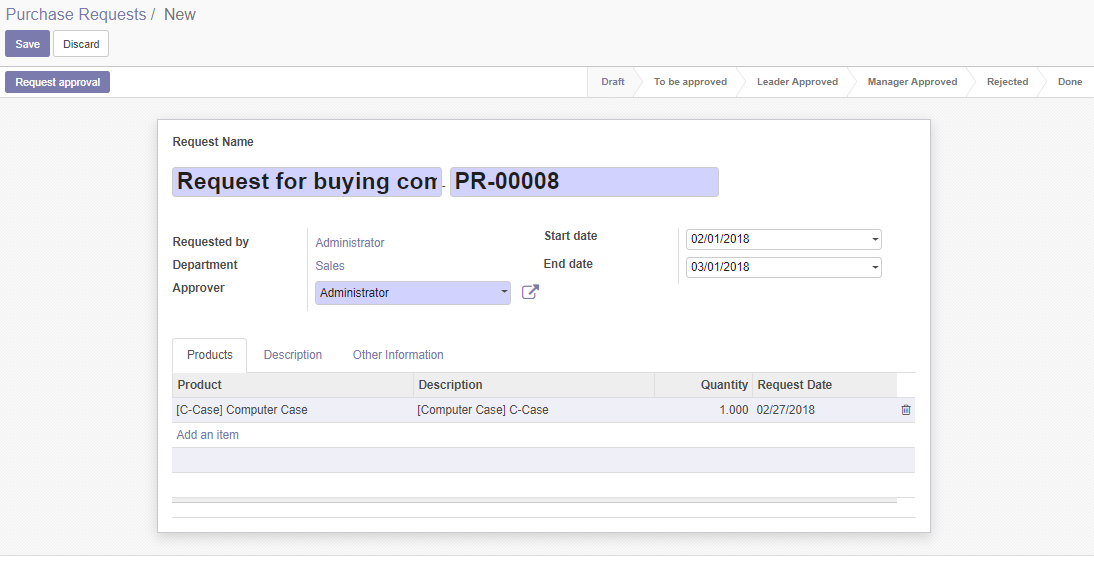 Purchase Requests / New
Save Discard
Request approval Draft To be approved Leader Approved Manager Approved Rejected Done
Request Name
Request for buying com - PR-00008
Requested by Administrator Start date 02/01/2018
Department Sales End date 03/01/2018
Approver Administrator
Products Description Other Information
Product Description Quantity Request Date
[C-Case] Computer Case [Computer Case] C-Case 1.000 02/27/2018
Add an item